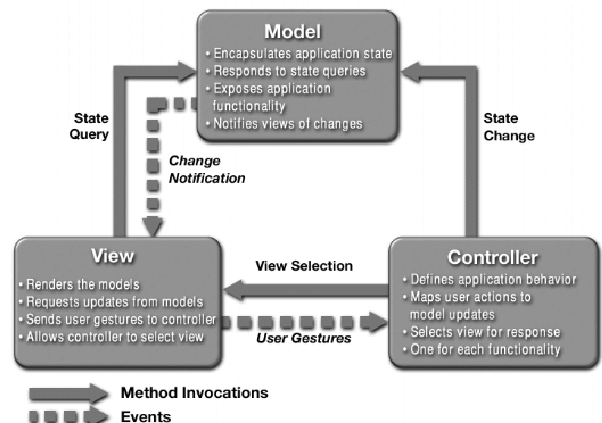 Model
• Encapsulates application state
• Responds to state queries
• Exposes application
functionality
• Notifies views of changes
State
Query
State
Change
Change
Notification
View
• Renders the models
• Requests updates from models
• Sends user gestures to controller
• Allows controller to select view
View Selection
User Gestures
Controller
• Defines application behavior
• Maps user actions to
model updates
• Selects view for response
• One for each functionality
Method Invocations
Events